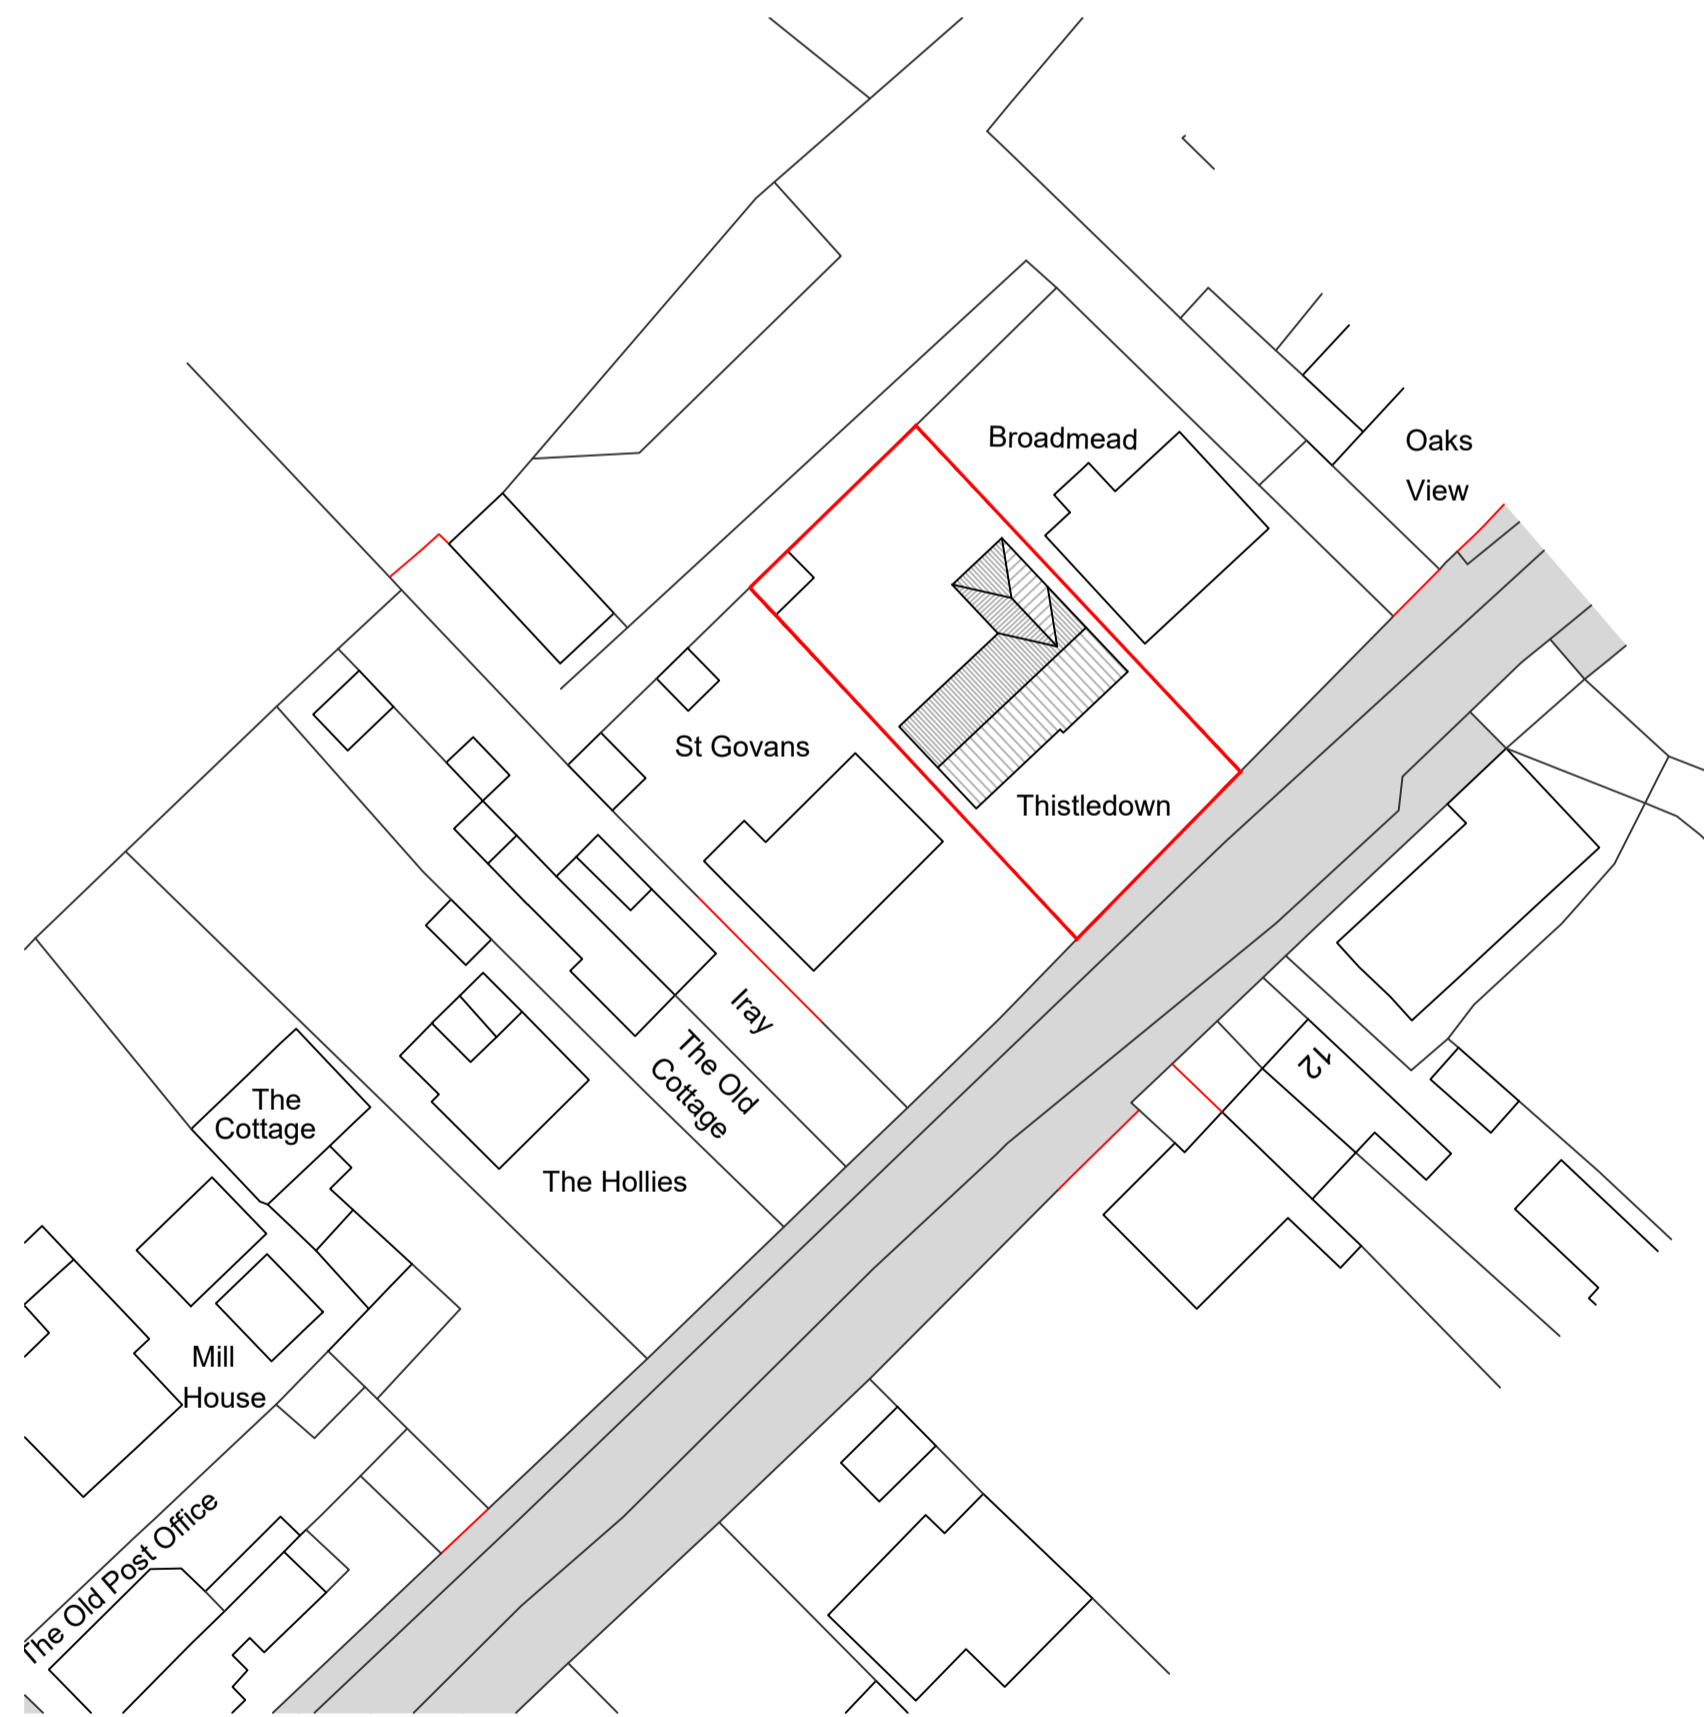 Broadmead
Oaks
View
St Govans
Thistledown
Iray
The Old
Cottage
12
The
Cottage
The Hollies
Mill
House
The Old Post Office